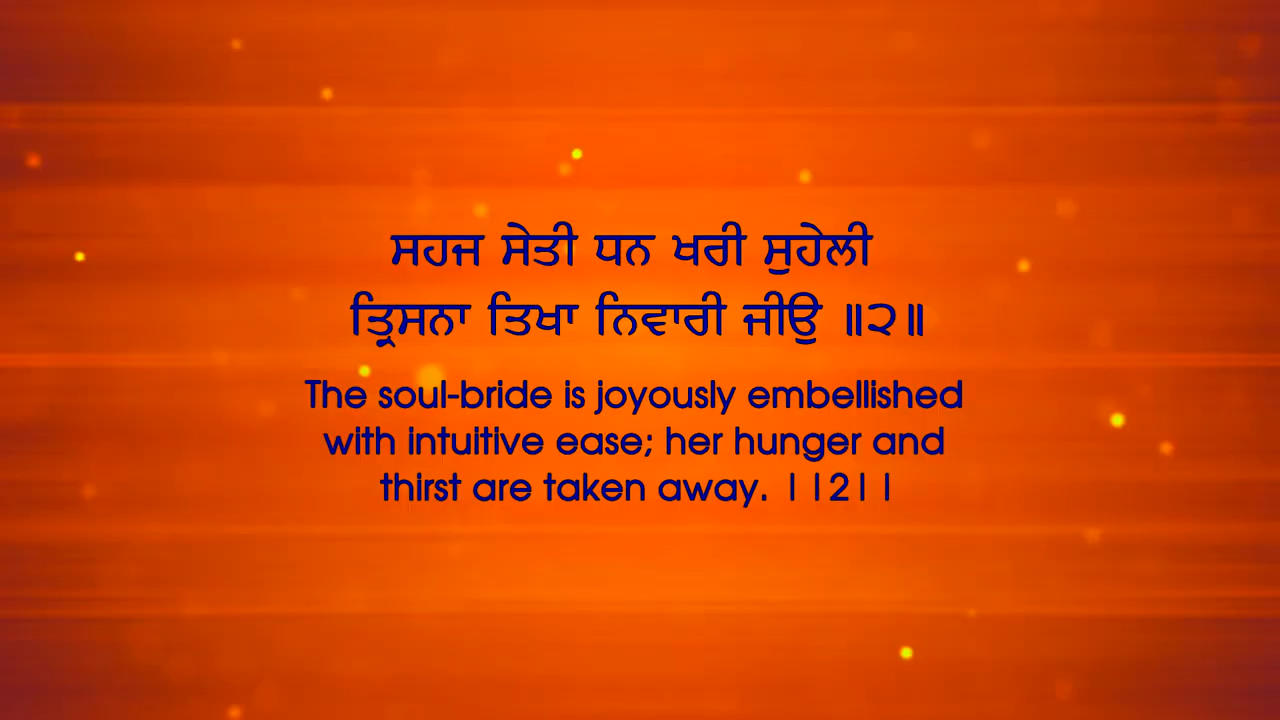 ਸਹਜ ਸੇਤੀ ਧਨ ਖਰੀ ਸੁਹੇਲੀ
ਤ੍ਰਿਸਨਾ ਤਿਖਾ ਨਿਵਾਰੀ ਜੀਉ ॥੨॥
The soul-bride is joyously embellished
with intuitive ease; her hunger and
thirst are taken away. ||2||